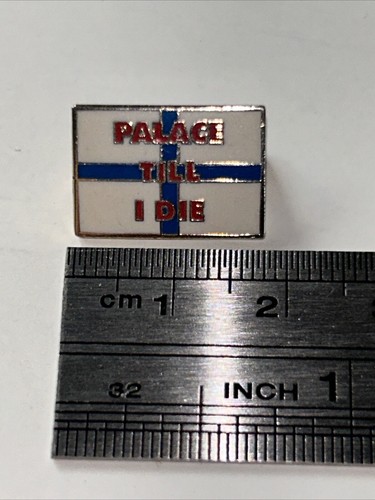 PALACE
TILL
I DIE
cm 1 2
32 INCH 1